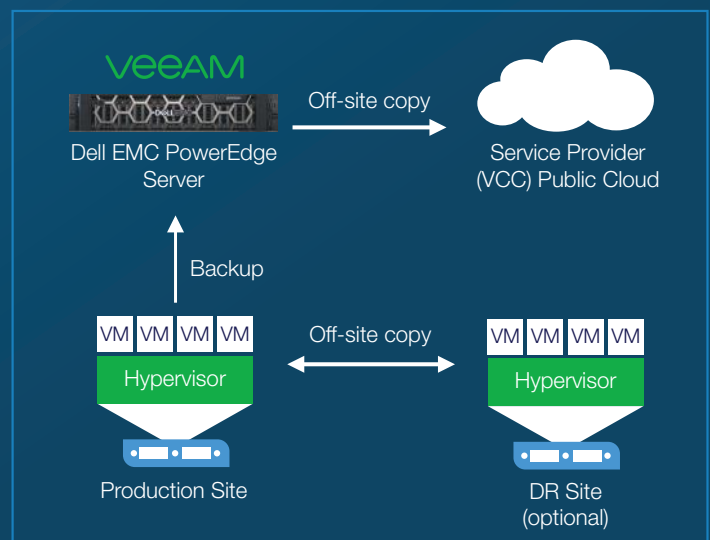 VeeAM
DELL
Off-site copy
Dell EMC PowerEdge
Server
Service Provider
(VCC) Public Cloud
Backup
VM VM VM VM
Off-site copy
VM VM VM VM
Hypervisor
Hypervisor
Production Site
DR Site
(optional)